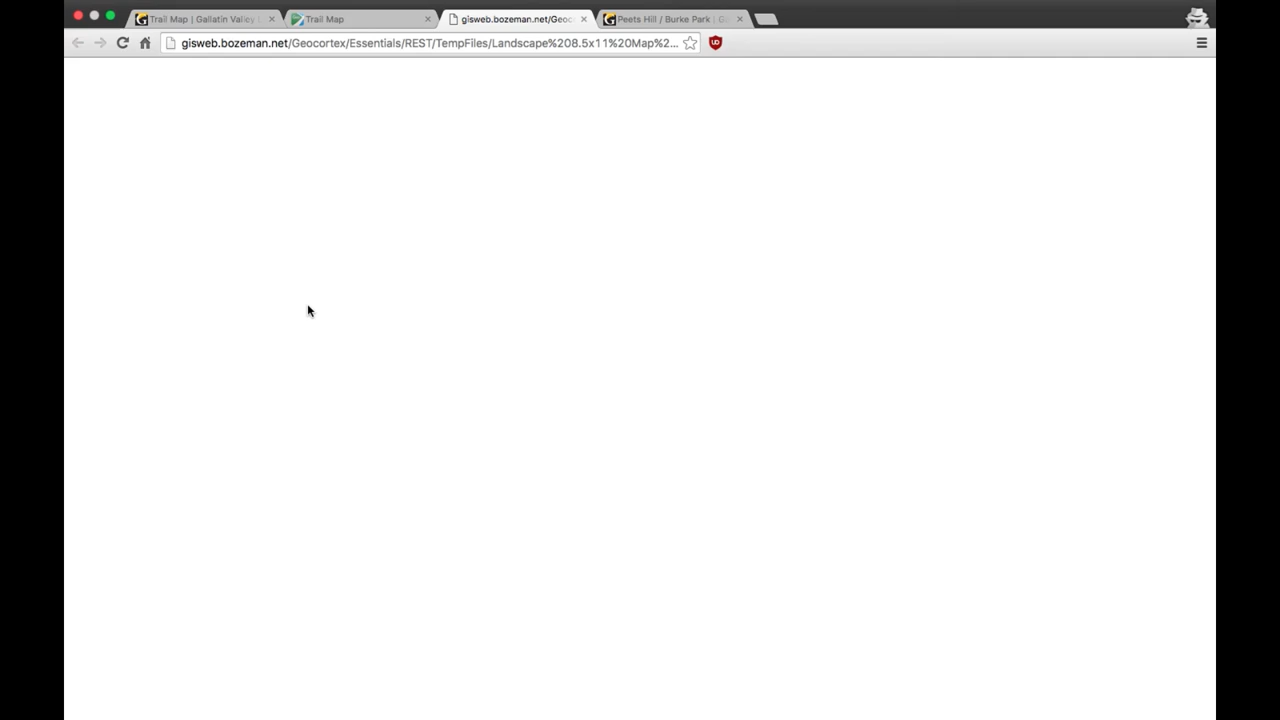 Trail Map | Gallatin Valley
Trail Map
gisweb.bozeman.net/Geoc
Peets Hill / Burke Park | G
gisweb.bozeman.net/Geocortex/Essentials/REST/TempFiles/Landscape%208.5x11%20Map%2...